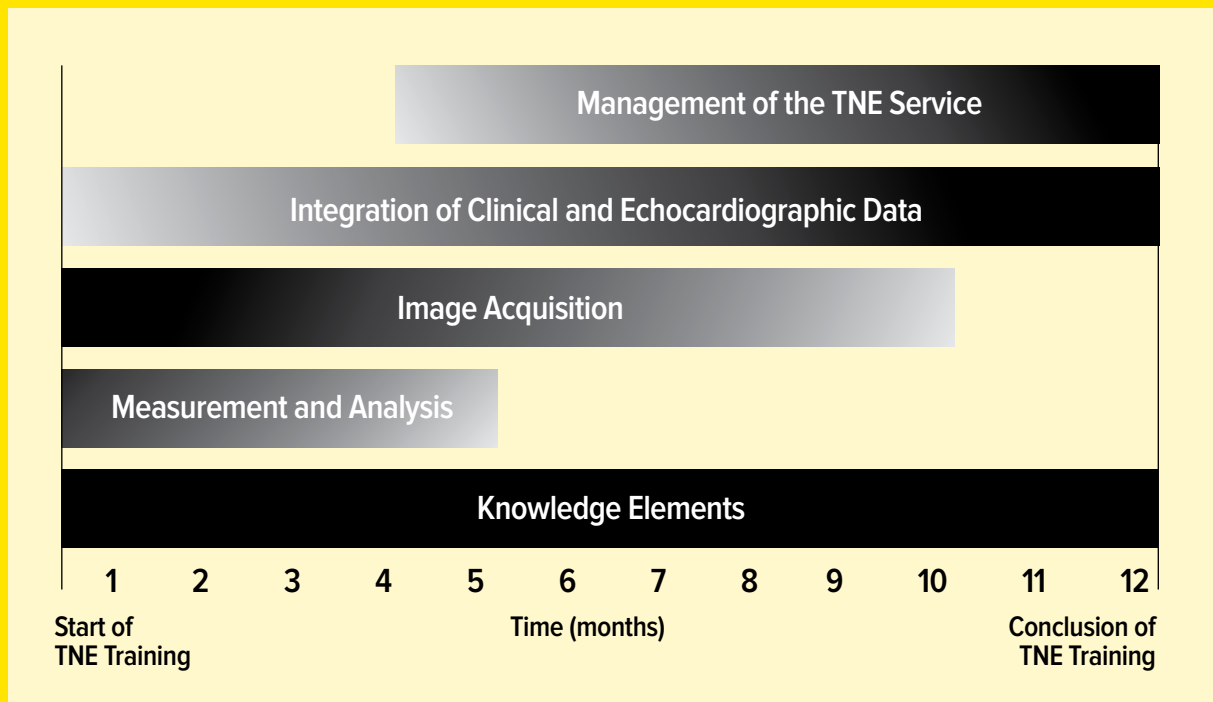 Management of the TNE Service
Integration of Clinical and Echocardiographic Data
Image Acquisition
Measurement and Analysis
Knowledge Elements
1 2 3 4 5 6 7 8 9 10 11 12
Start of
TNE Training
Time (months)
Conclusion of
TNE Training